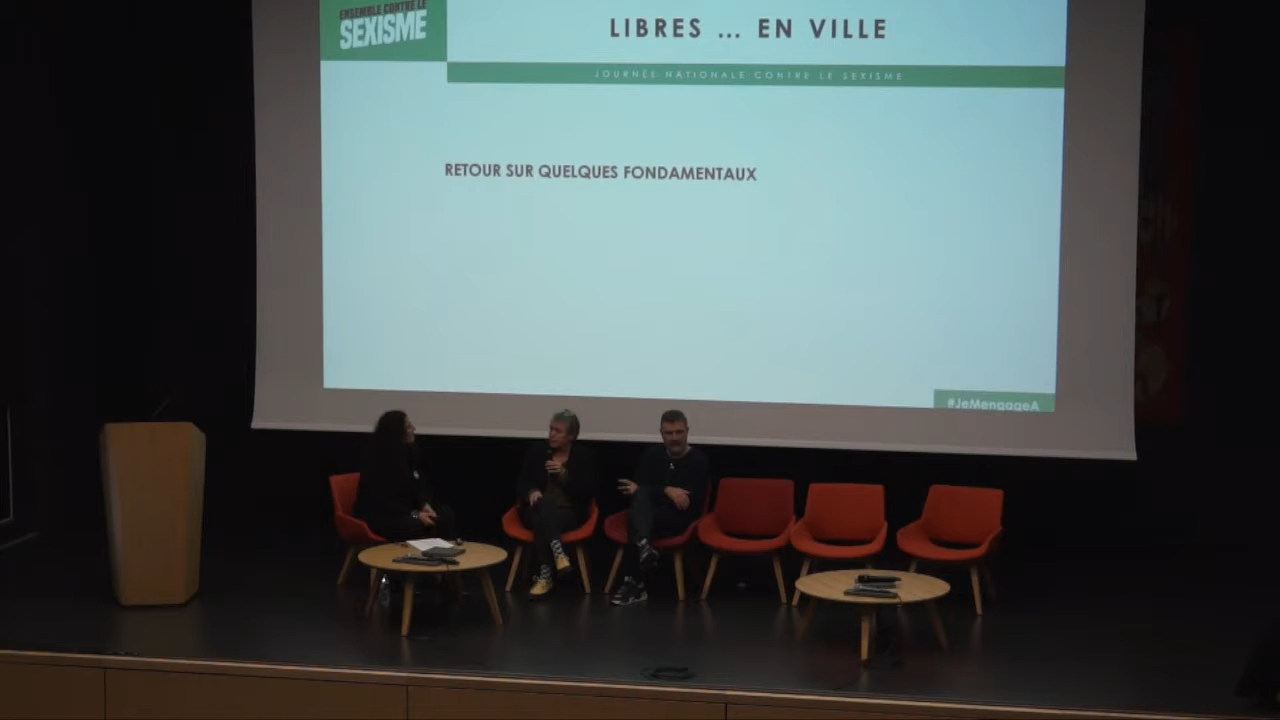 ENSEMBLE CONTRE LE
SEXISME
LIBRES ... EN VILLE
JOURNÉE NATIONALE CONTRE LE SEXISME
RETOUR SUR QUELQUES FONDAMENTAUX
#JeMengageA